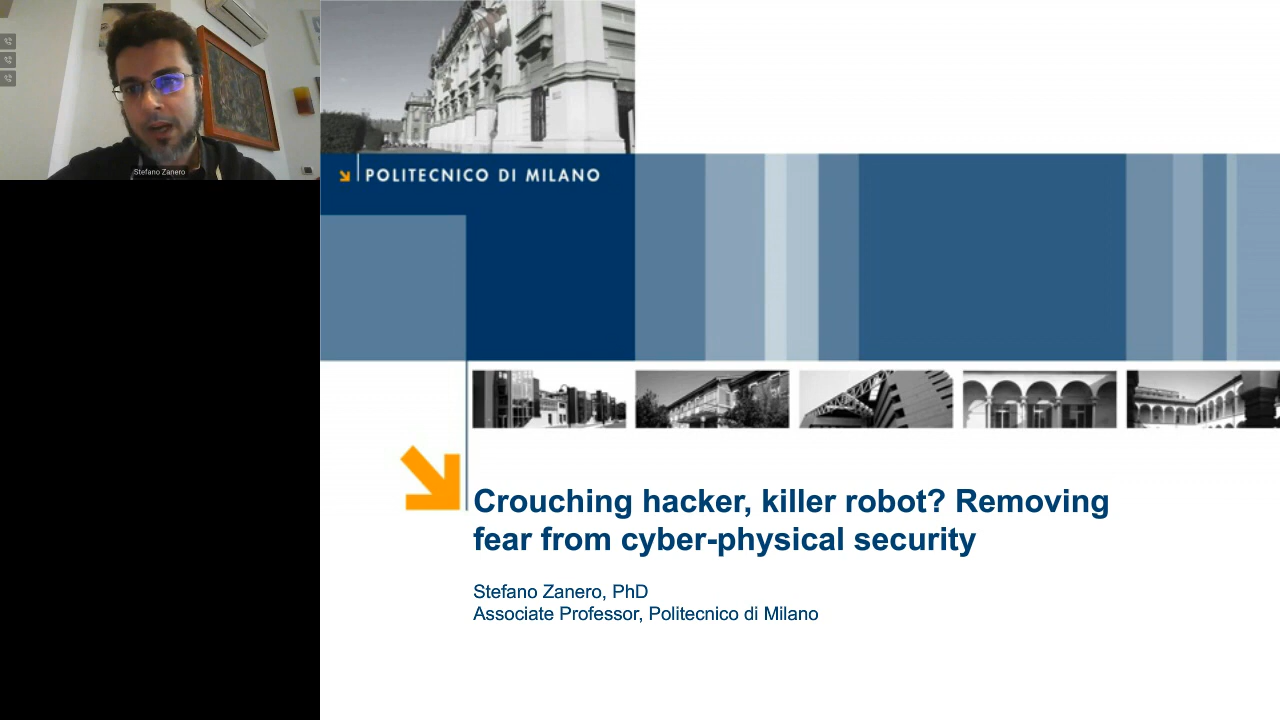 Stefano Zanero
POLITECNICO DI MILANO
Crouching hacker, killer robot? Removing
fear from cyber-physical security
Stefano Zanero, PhD
Associate Professor, Politecnico di Milano